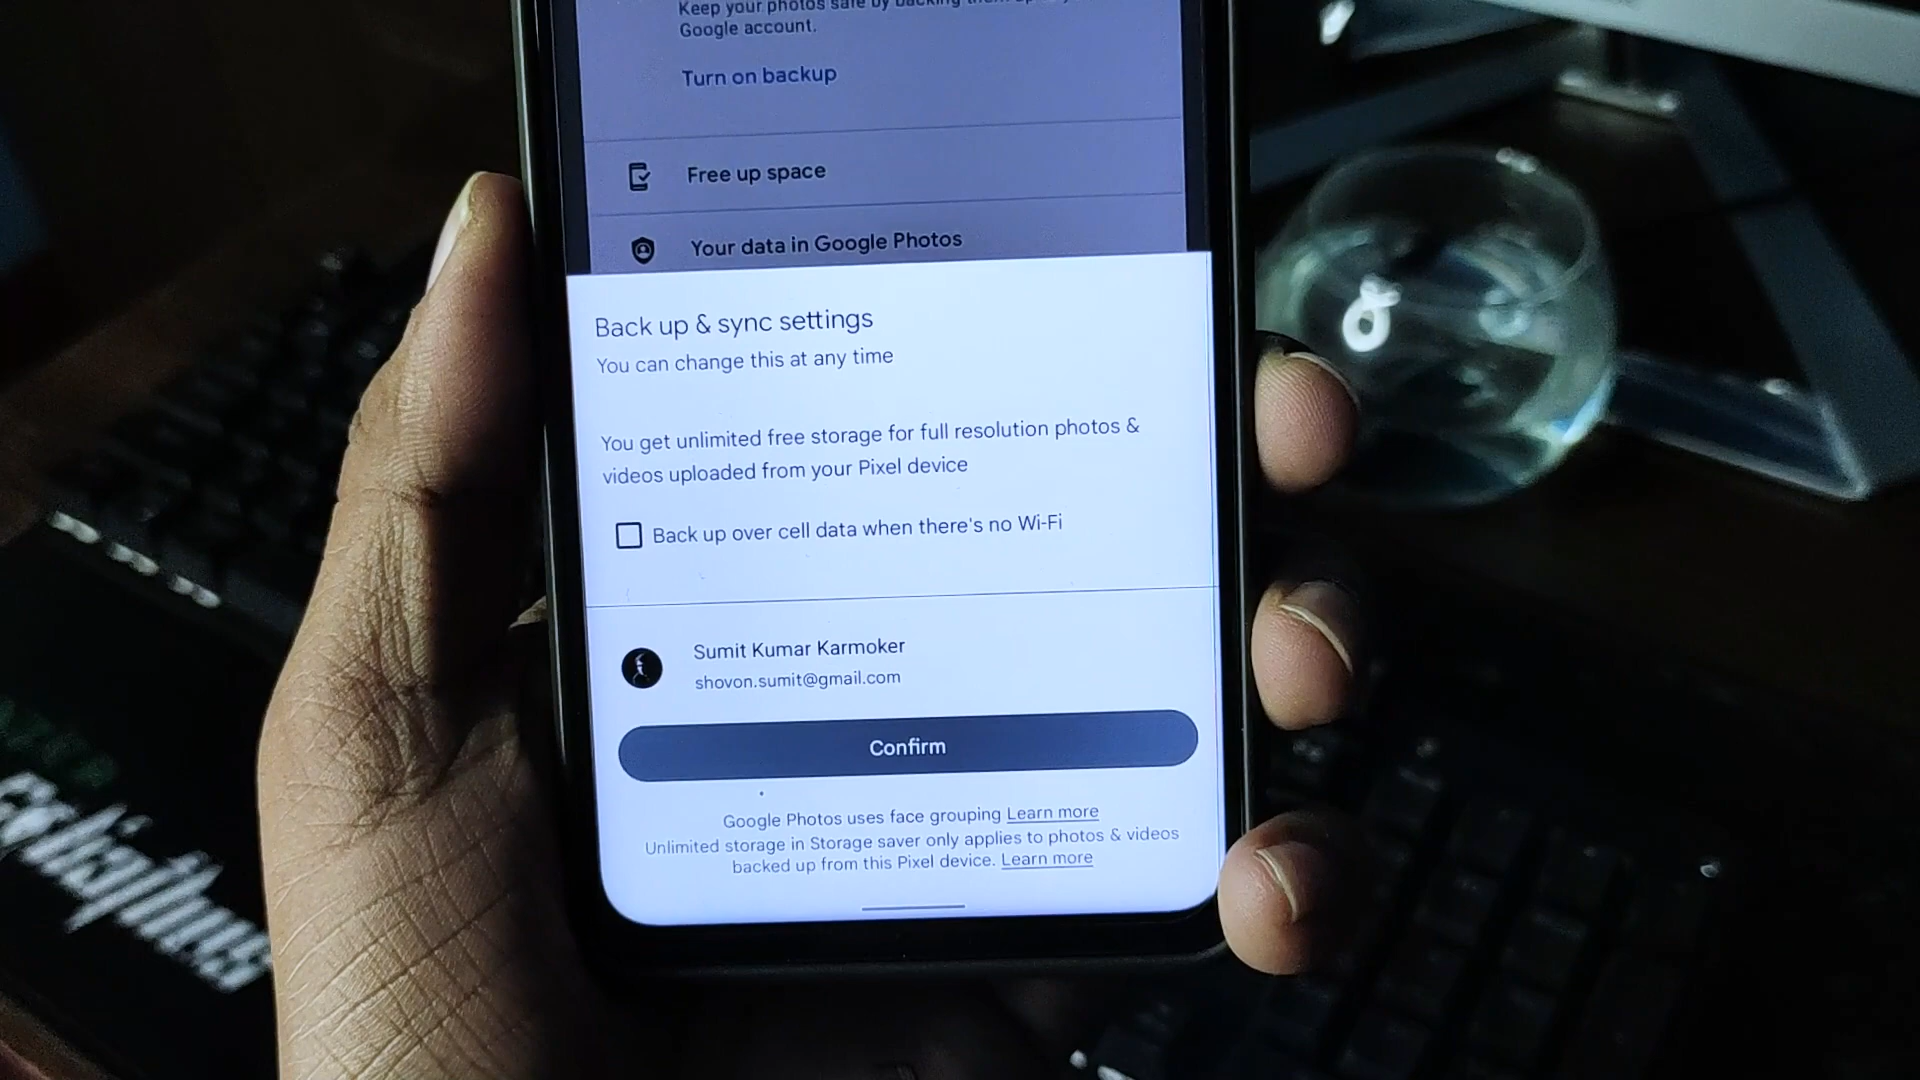 Keep your photos safe by backing them up to your
Google account.
Turn on backup
Free up space
Your data in Google Photos
Back up & sync settings
You can change this at any time
You get unlimited free storage for full resolution photos &
videos uploaded from your Pixel device
Back up over cell data when there's no Wi-Fi
Sumit Kumar Karmoker
shovon.sumit@gmail.com
Confirm
Google Photos uses face grouping Learn more
Unlimited storage in Storage saver only applies to photos & videos
backed up from this Pixel device. Learn more